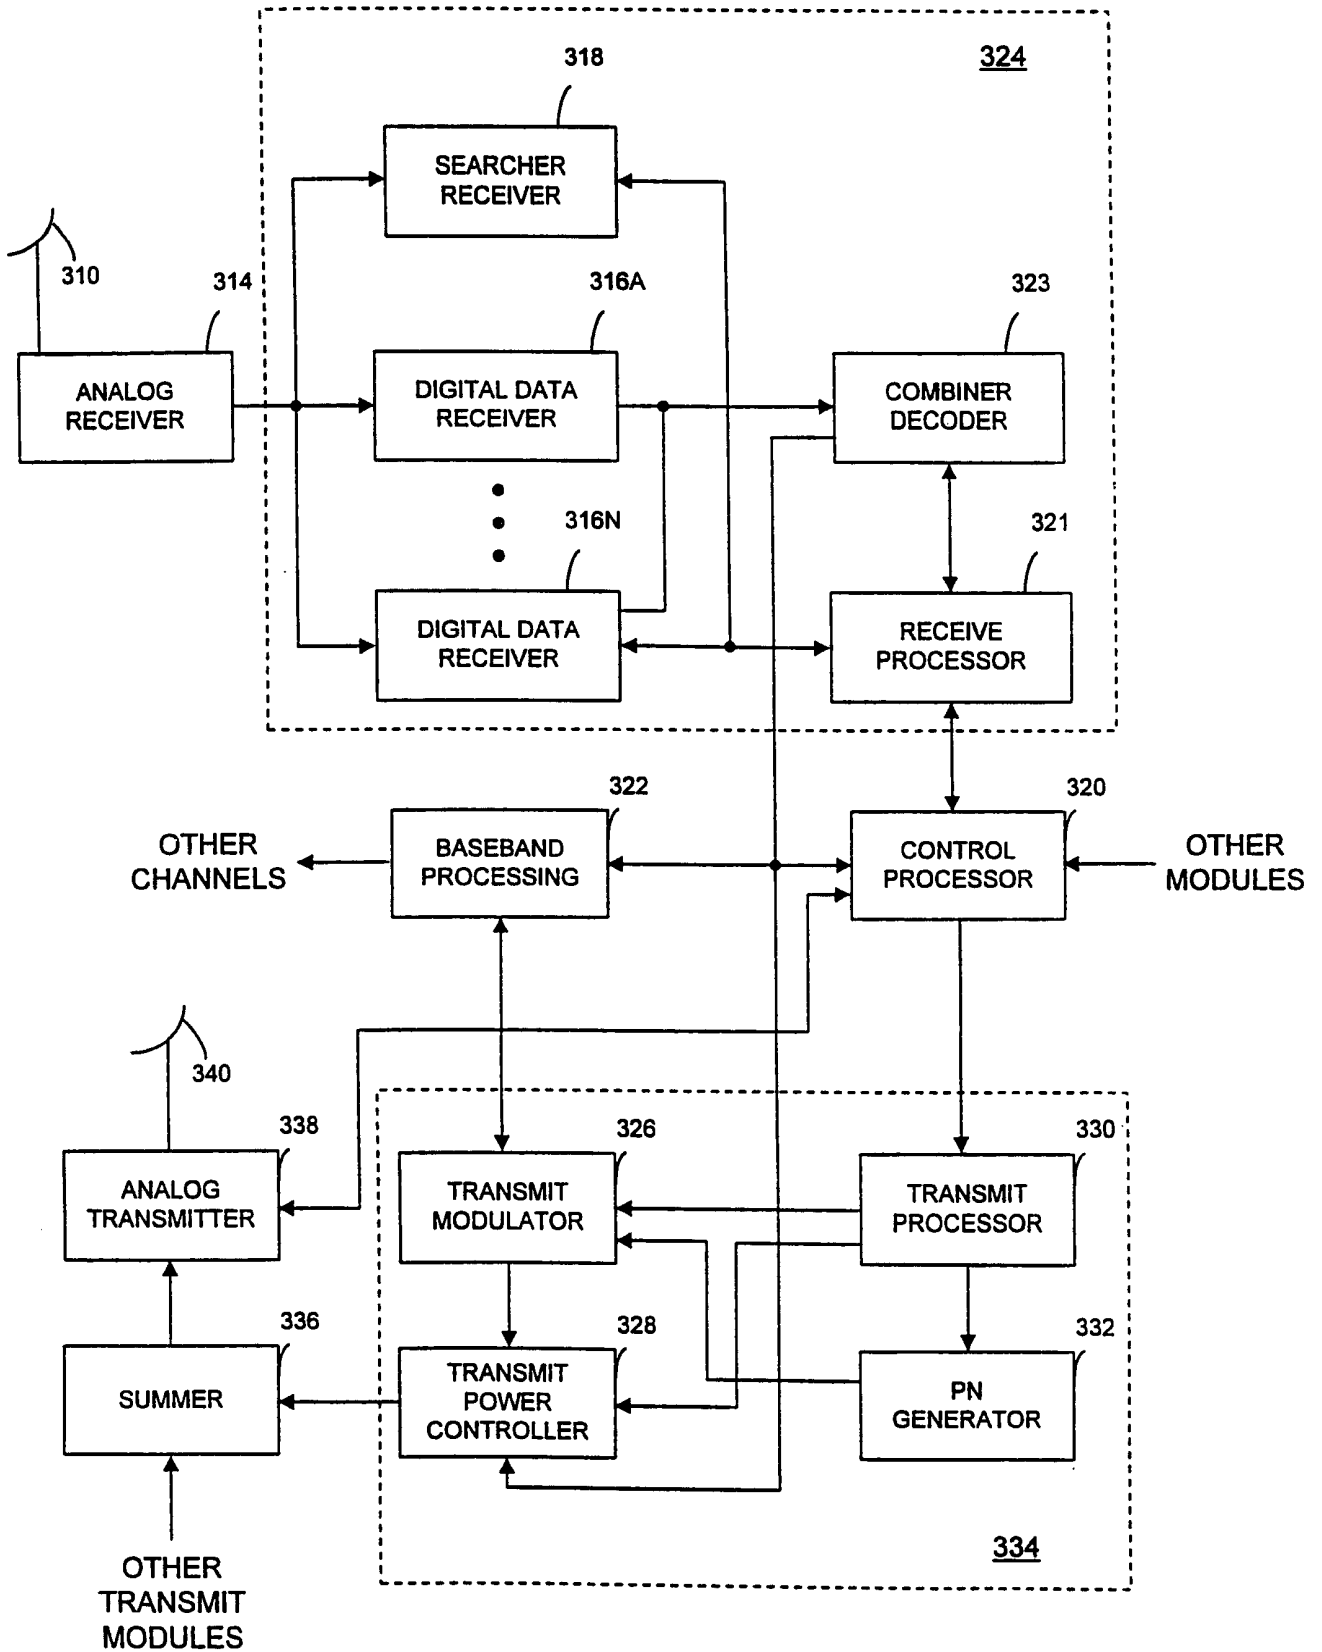 324
318
SEARCHER
RECEIVER
310
314
316A
323
ANALOG
RECEIVER
DIGITAL DATA
RECEIVER
COMBINER
DECODER
316N
321
DIGITAL DATA
RECEIVER
RECEIVE
PROCESSOR
322
320
OTHER
CHANNELS
BASEBAND
PROCESSING
CONTROL
PROCESSOR
OTHER
MODULES
340
338
326
330
ANALOG
TRANSMITTER
TRANSMIT
MODULATOR
TRANSMIT
PROCESSOR
336
328
332
SUMMER
TRANSMIT
POWER
CONTROLLER
PN
GENERATOR
334
OTHER
TRANSMIT
MODULES